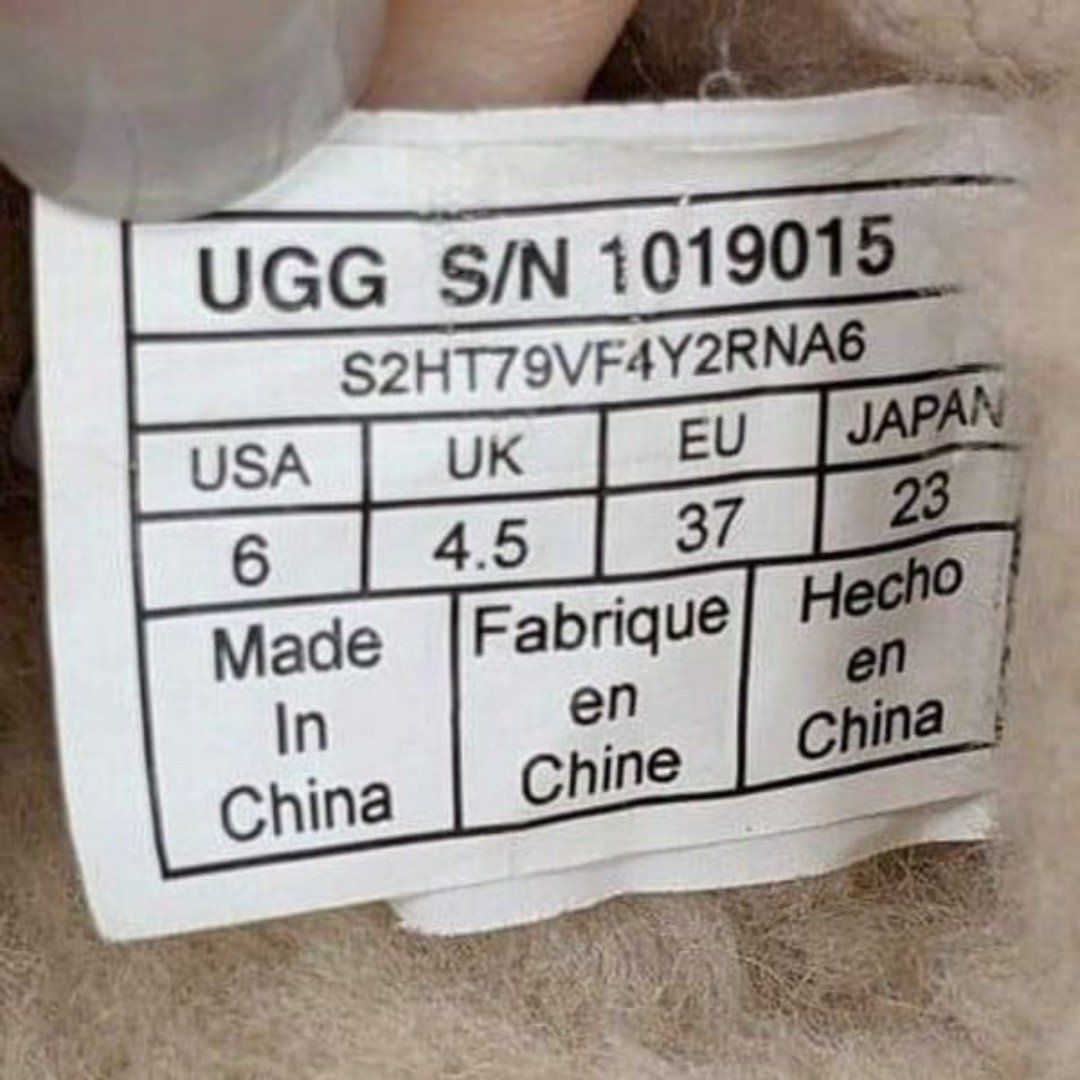 UGG S/N 1019015
S2HT79VF4Y2RNA6
USA UK EU JAPAN
6 4.5 37 23
Made
In
China
Fabrique
en
Chine
Hecho
en
China